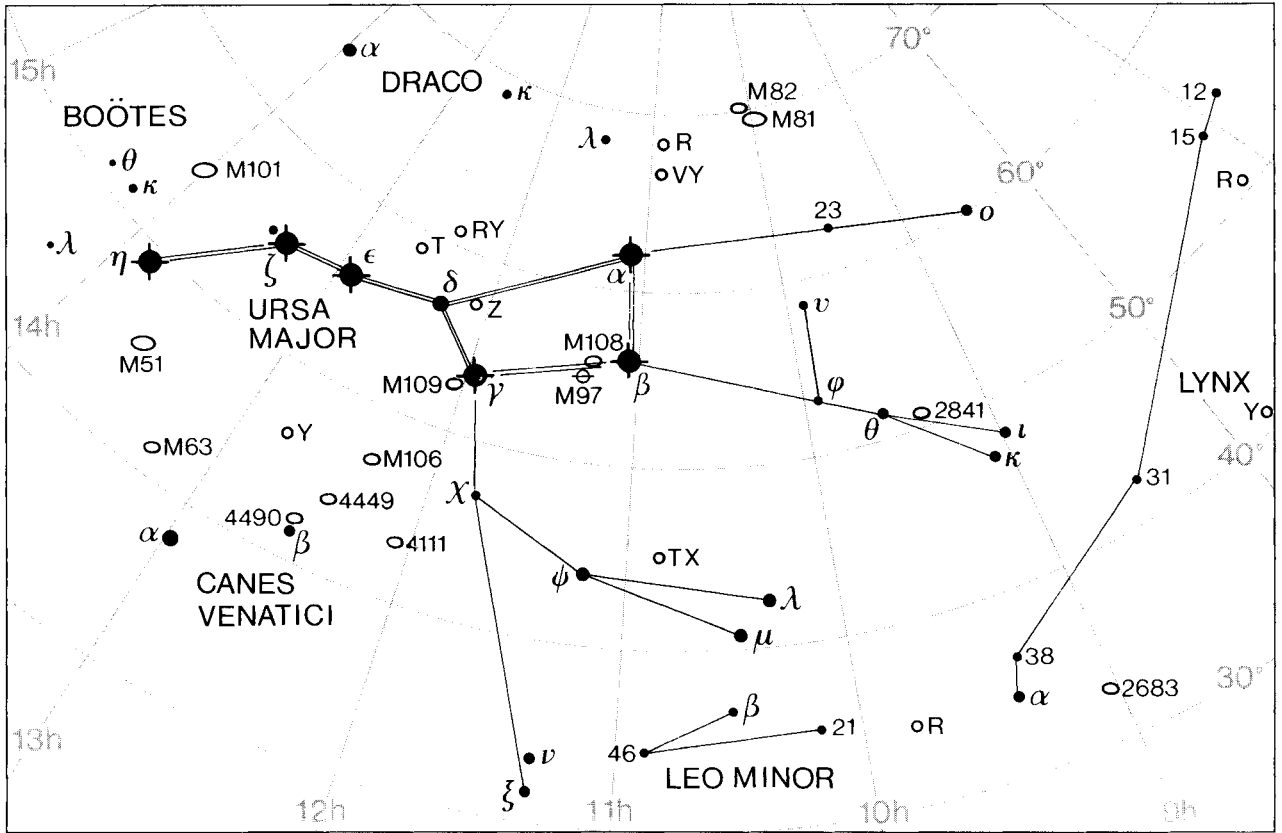 70°
15h
α
DRACO
κ
M82
M81
12
15
BOÖTES
θ
κ
M101
λ
R
VY
60°
R
λ
η
ζ
ϵ
T
RY
α
23
ο
URSA
MAJOR
δ
Z
υ
50°
14h
M51
M109
γ
M108
M97
β
φ
θ
2841
ι
κ
LYNX
Y
40°
M63
Y
M106
χ
31
4449
4490
β
α
4111
CANES
VENATICI
ψ
TX
λ
μ
38
α
2683
30°
13h
β
21
R
46
LEO MINOR
ν
ξ
12h
11h
10h
9h